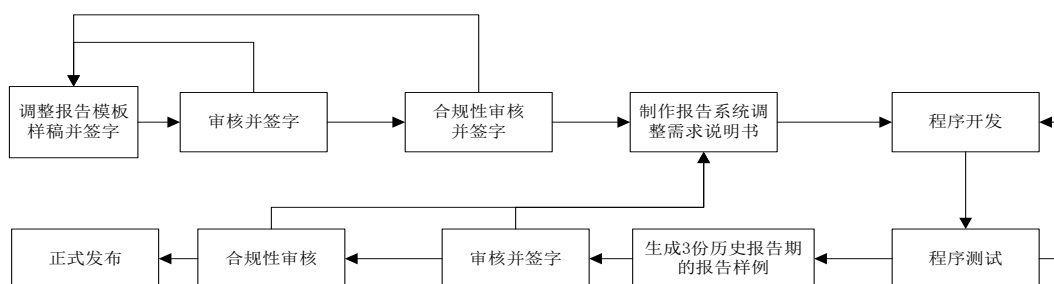 调整报告模板
样稿并签字
审核并签字
合规性审核
并签字
制作报告系统调
整需求说明书
程序开发
正式发布
合规性审核
审核并签字
生成3份历史报告期
的报告样例
程序测试